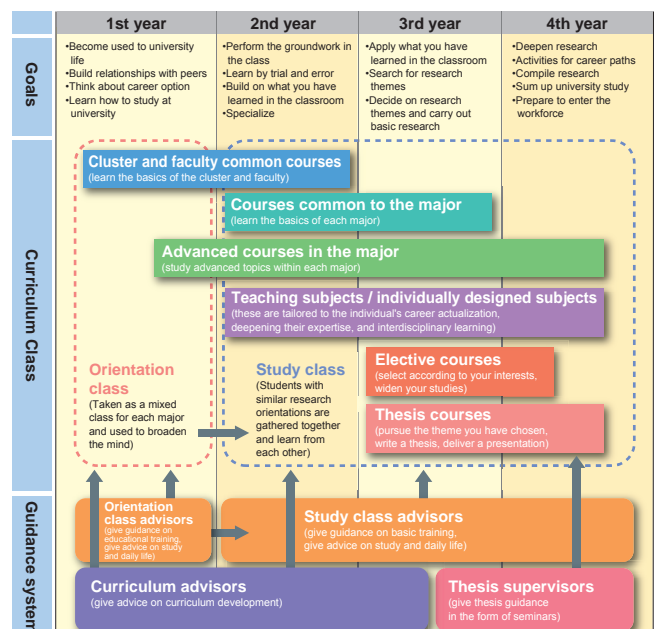 1st year
2nd year
3rd year
4th year
Goals
•Become used to university
life
•Build relationships with peers
•Think about career option
•Learn how to study at
university
•Perform the groundwork in
the class
•Learn by trial and error
•Build on what you have
learned in the classroom
•Specialize
•Apply what you have
learned in the classroom
•Search for research
themes
•Decide on research
themes and carry out
basic research
•Deepen research
•Activities for career paths
•Compile research
•Sum up university study
•Prepare to enter the
workforce
Curriculum Class
Cluster and faculty common courses
(learn the basics of the cluster and faculty)
Courses common to the major
(learn the basics of each major)
Advanced courses in the major
(study advanced topics within each major)
Teaching subjects / individually designed subjects
(these are tailored to the individual's career actualization,
deepening their expertise, and interdisciplinary learning)
Orientation
class
(Taken as a mixed
class for each major
and used to broaden
the mind)
Study class
(Students with
similar research
orientations are
gathered together
and learn from
each other)
Elective courses
(select according to your interests,
widen your studies)
Thesis courses
(pursue the theme you have chosen,
write a thesis, deliver a presentation)
Guidance system
Orientation
class advisors
(give guidance on
educational training,
give advice on study
and daily life)
Study class advisors
(give guidance on basic training,
give advice on study and daily life)
Curriculum advisors
(give advice on curriculum development)
Thesis supervisors
(give thesis guidance
in the form of seminars)